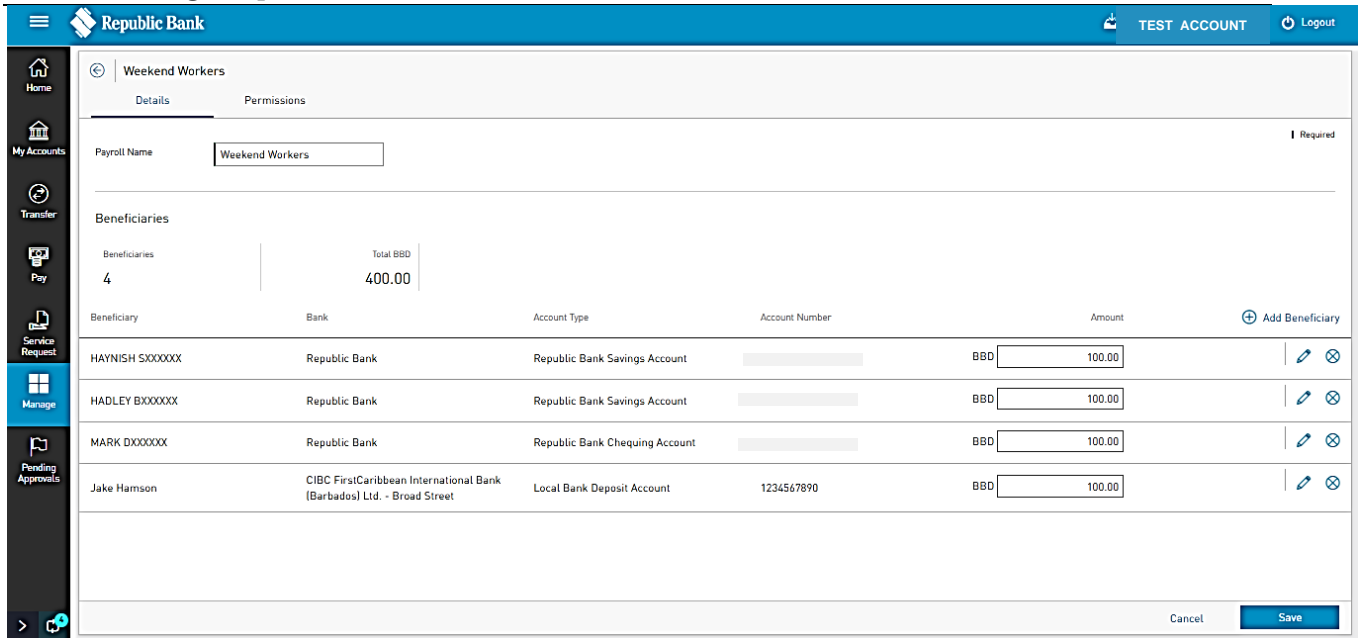 Republic Bank
TEST ACCOUNT
Logout
Home
My Accounts
Transfer
Pay
Service
Request
Manage
Pending
Approvals
4
Weekend Workers
Details Permissions
Required
Payroll Name Weekend Workers
Beneficiaries
Beneficiaries Total BBD
4 400.00
Beneficiary Bank Account Type Account Number Amount Add Beneficiary
HAYNISH SXXXXXX Republic Bank Republic Bank Savings Account BBD 100.00
HADLEY BXXXXXX Republic Bank Republic Bank Savings Account BBD 100.00
MARK DXXXXXX Republic Bank Republic Bank Chequing Account BBD 100.00
Jake Hamson CIBC FirstCaribbean International Bank
(Barbados) Ltd. - Broad Street Local Bank Deposit Account 1234567890 BBD 100.00
Cancel Save